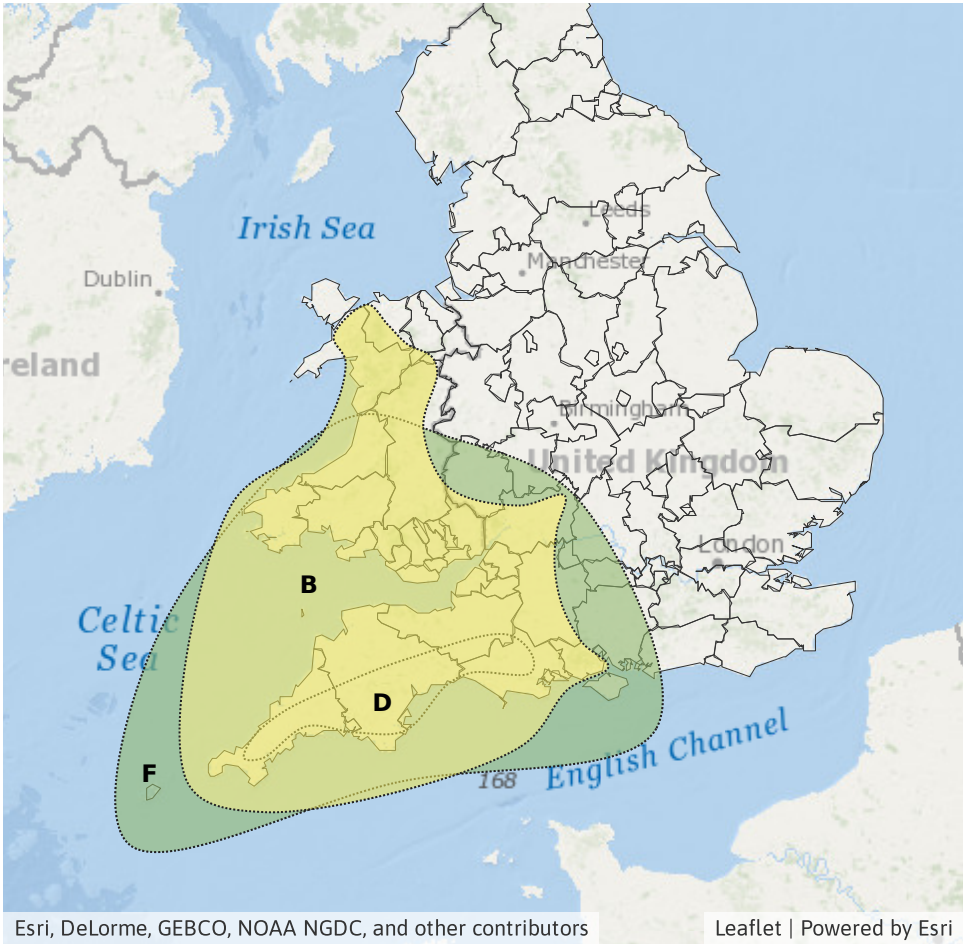 Irish Sea
Leeds
Manchester
Dublin
reland
Birmingham
United Kingdom
London
B
Celtic
Sea
D
F
168
English Channel
Esri, DeLorme, GEBCO, NOAA NGDC, and other contributors
Leaflet | Powered by Esri